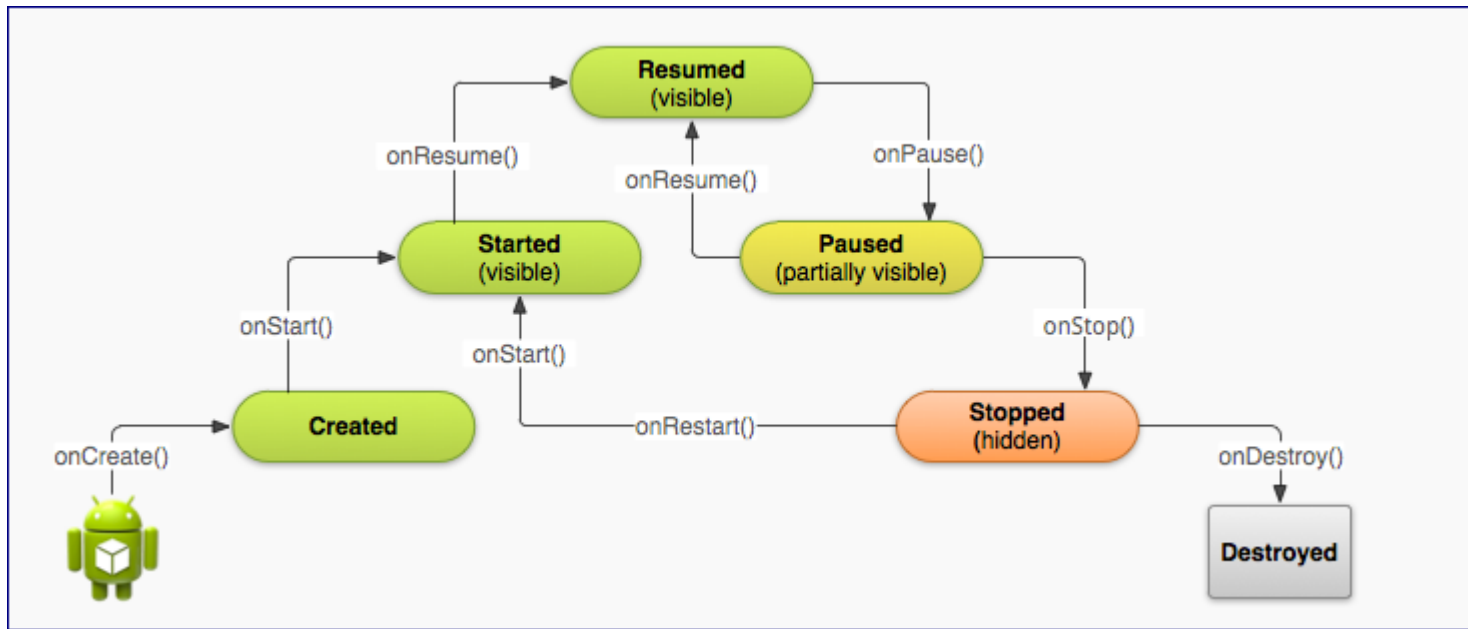 Resumed
(visible)
onResume()
onPause()
onResume()
Started
(visible)
Paused
(partially visible)
onStart()
onStop()
onStart()
Created
onRestart()
Stopped
(hidden)
onCreate()
onDestroy()
Destroyed